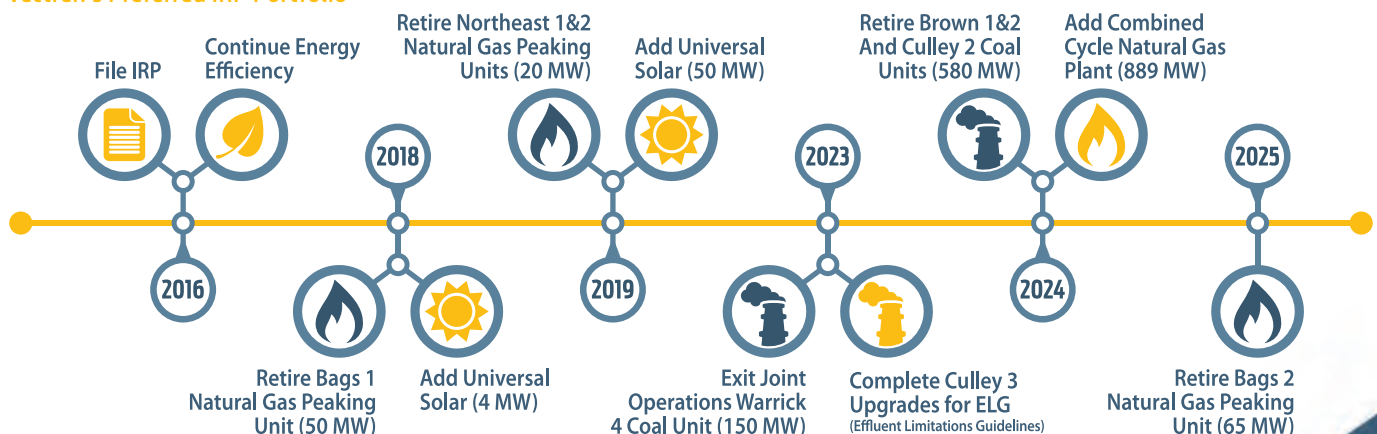 Vectren's Preferred IRP Portfolio
File IRP
Continue Energy
Efficiency
2016
2018
Retire Bags 1
Natural Gas Peaking
Unit (50 MW)
Add Universal
Solar (4 MW)
Retire Northeast 1&2
Natural Gas Peaking
Units (20 MW)
Add Universal
Solar (50 MW)
2019
2023
Exit Joint
Operations Warrick
4 Coal Unit (150 MW)
Complete Culley 3
Upgrades for ELG
(Effluent Limitations Guidelines)
Retire Brown 1&2
And Culley 2 Coal
Units (580 MW)
Add Combined
Cycle Natural Gas
Plant (889 MW)
2024
2025
Retire Bags 2
Natural Gas Peaking
Unit (65 MW)